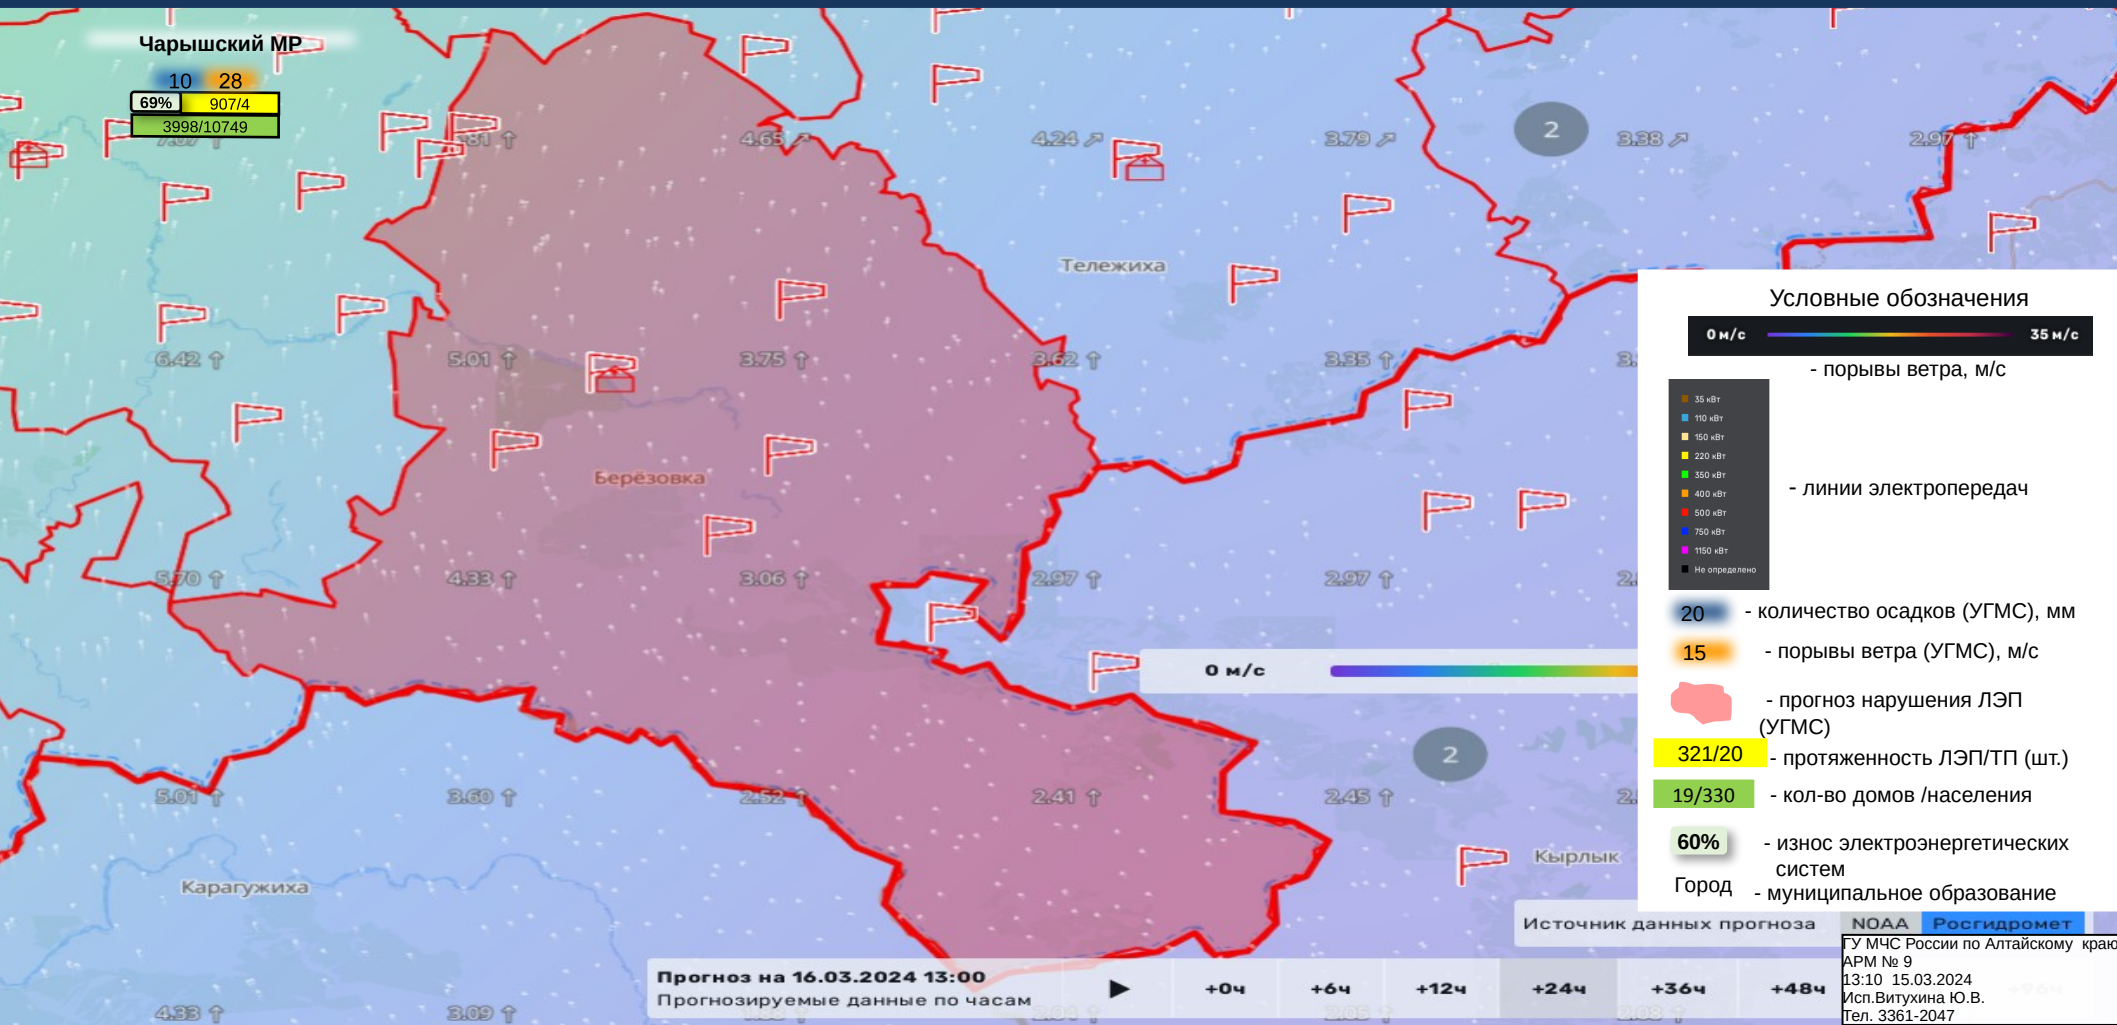 Чарышский МР
10 28
69% 907/4
3998/10749
7.07 ↑
4.65 ↗
4.24 ↗
3.79 ↗
2
3.38 ↗
2.97 ↑
Тележиха
6.42 ↑
5.01 ↑
3.75 ↑
3.62 ↑
3.35 ↑
Берёзовка
5.70 ↑
4.33 ↑
3.06 ↑
2.97 ↑
2.97 ↑
0 м/с
2
5.01 ↑
3.60 ↑
2.52 ↑
2.41 ↑
2.45 ↑
Карагужиха
Кырлык
4.33 ↑
3.09 ↑
2.04 ↑
2.05 ↑
2.08 ↑
Условные обозначения
0 м/с 35 м/с
- порывы ветра, м/с
35 кВт
110 кВт
150 кВт
220 кВт
350 кВт
400 кВт
500 кВт
750 кВт
1150 кВт
Не определено
- линии электропередач
20 - количество осадков (УГМС), мм
15 - порывы ветра (УГМС), м/с
- прогноз нарушения ЛЭП
(УГМС)
321/20 - протяженность ЛЭП/ТП (шт.)
19/330 - кол-во домов /населения
60% - износ электроэнергетических
систем
Город - муниципальное образование
Источник данных прогноза NOAA Росгидромет
Прогноз на 16.03.2024 13:00
Прогнозируемые данные по часам
+0ч +6ч +12ч +24ч +36ч +48ч
ГУ МЧС России по Алтайскому краю
АРМ № 9
13:10 15.03.2024
Исп.Витухина Ю.В.
Тел. 3361-2047